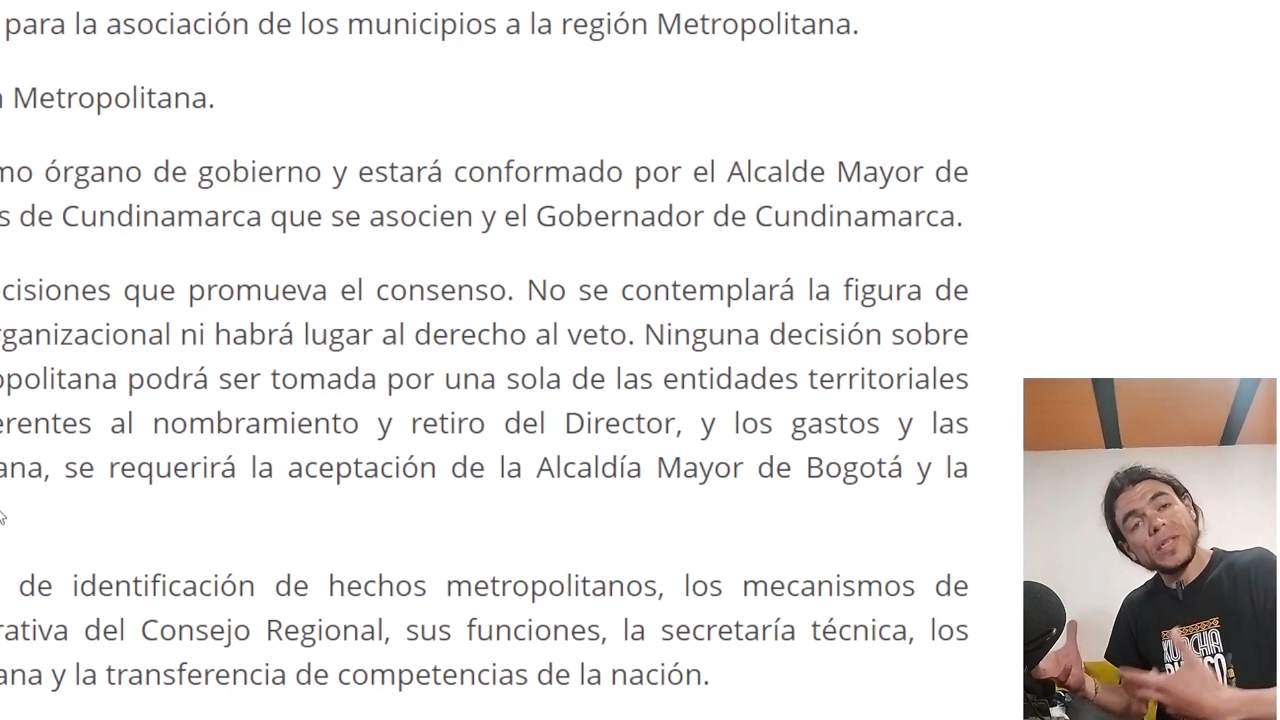 para la asociación de los municipios a la región Metropolitana.
Metropolitana.
órgano de gobierno y estará conformado por el Alcalde Mayor de
de Cundinamarca que se asocien y el Gobernador de Cundinamarca.
cisiones que promueva el consenso. No se contemplará la figura de
rganizacional ni habrá lugar al derecho al veto. Ninguna decisión sobre
opolitana podrá ser tomada por una sola de las entidades territoriales
erentes al nombramiento y retiro del Director, y los gastos y las
ana, se requerirá la aceptación de la Alcaldía Mayor de Bogotá y la
de identificación de hechos metropolitanos, los mecanismos de
rativa del Consejo Regional, sus funciones, la secretaría técnica, los
ana y la transferencia de competencias de la nación.